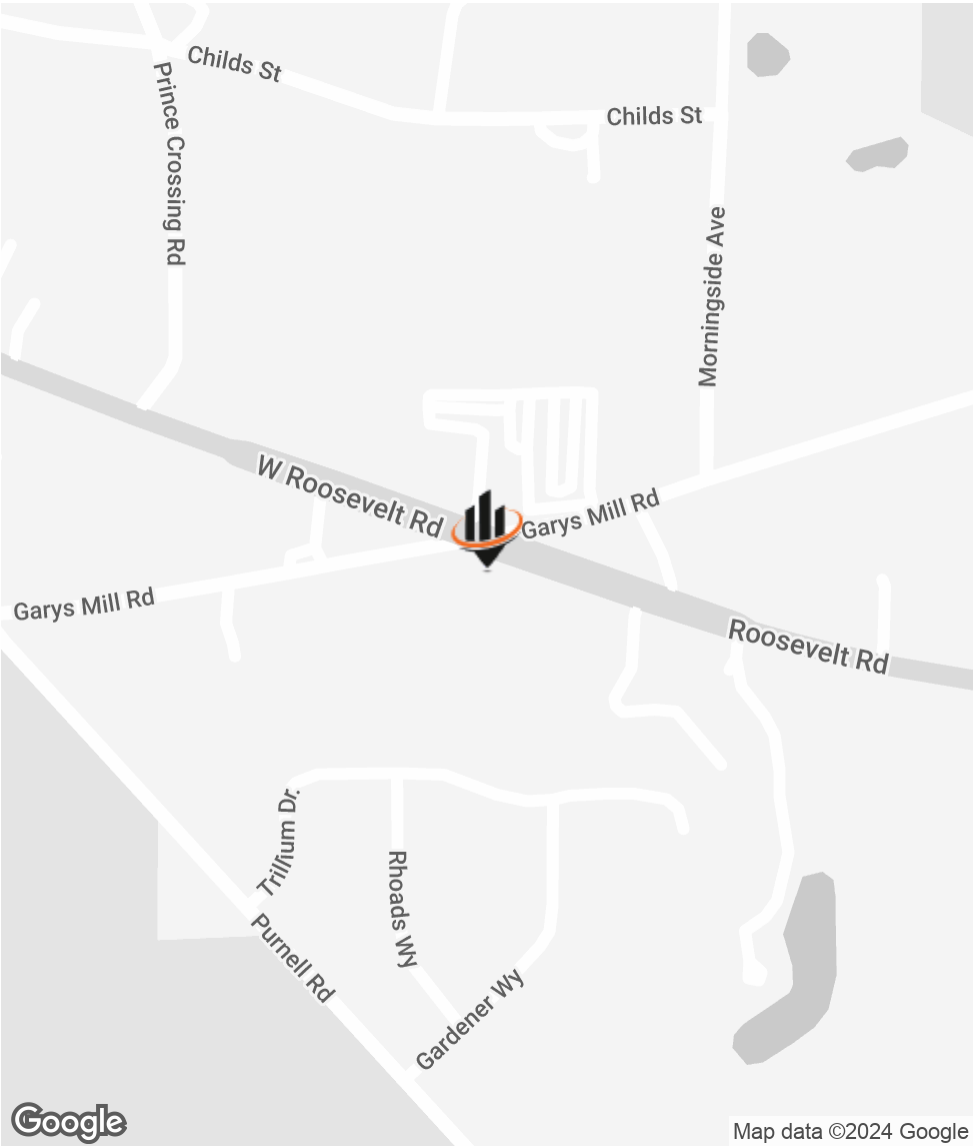 Childs St
Prince Crossing Rd
Childs St
Morningside Ave
W Roosevelt Rd
Garys Mill Rd
Garys Mill Rd
Roosevelt Rd
Trillium Dr.
Rhoads Wy
Purnell Rd
Gardener Wy
Google
Map data ©2024 Google